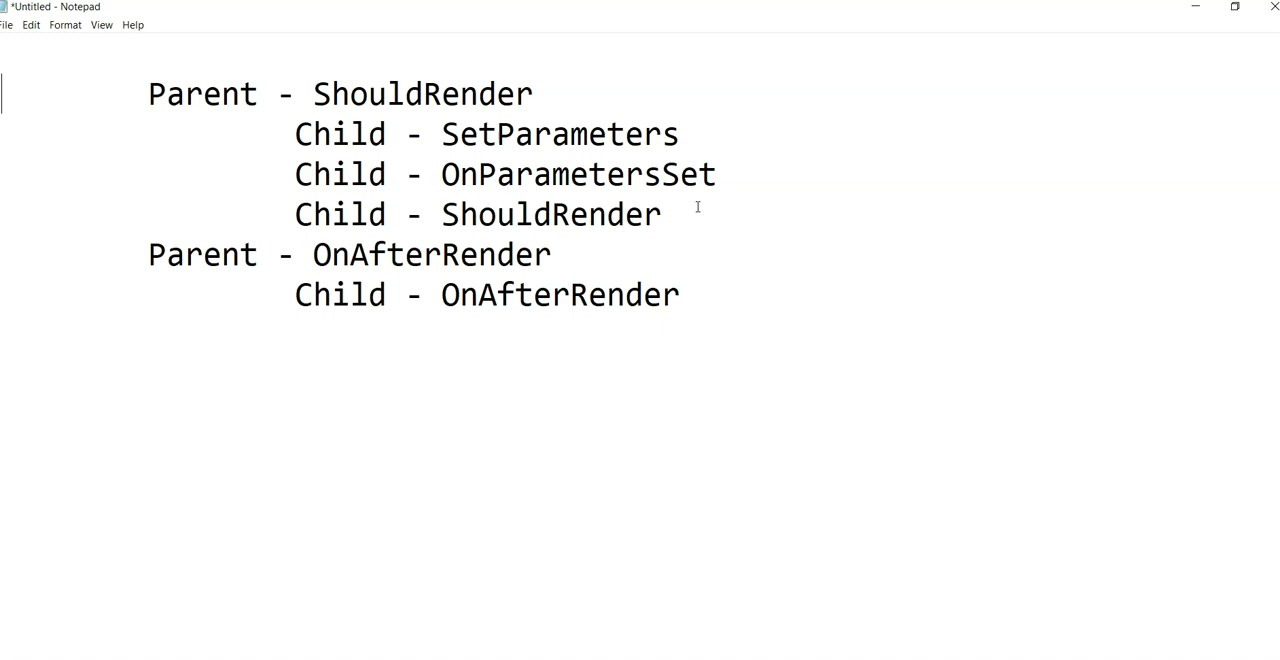 *Untitled - Notepad
File Edit Format View Help
Parent - ShouldRender
Child - SetParameters
Child - OnParametersSet
Child - ShouldRender
Parent - OnAfterRender
Child - OnAfterRender